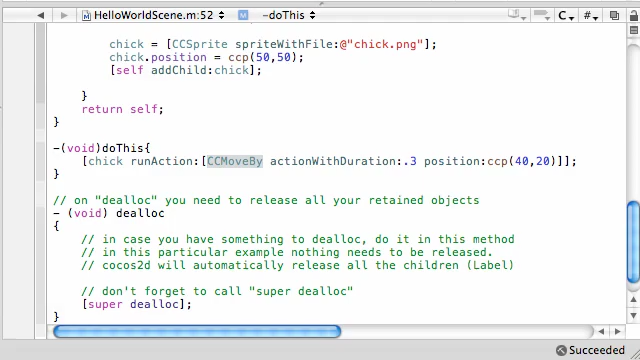 HelloWorldScene.m:52 -doThis C #
chick = [CCSprite spriteWithFile:@"chick.png"];
chick.position = ccp(50,50);
[self addChild:chick];
}
return self;
}
-(void)doThis{
[chick runAction:[CCMoveBy actionWithDuration:.3 position:ccp(40,20)]];
}
// on "dealloc" you need to release all your retained objects
- (void) dealloc
{
// in case you have something to dealloc, do it in this method
// in this particular example nothing needs to be released.
// cocos2d will automatically release all the children (Label)
// don't forget to call "super dealloc"
[super dealloc];
}
Succeeded